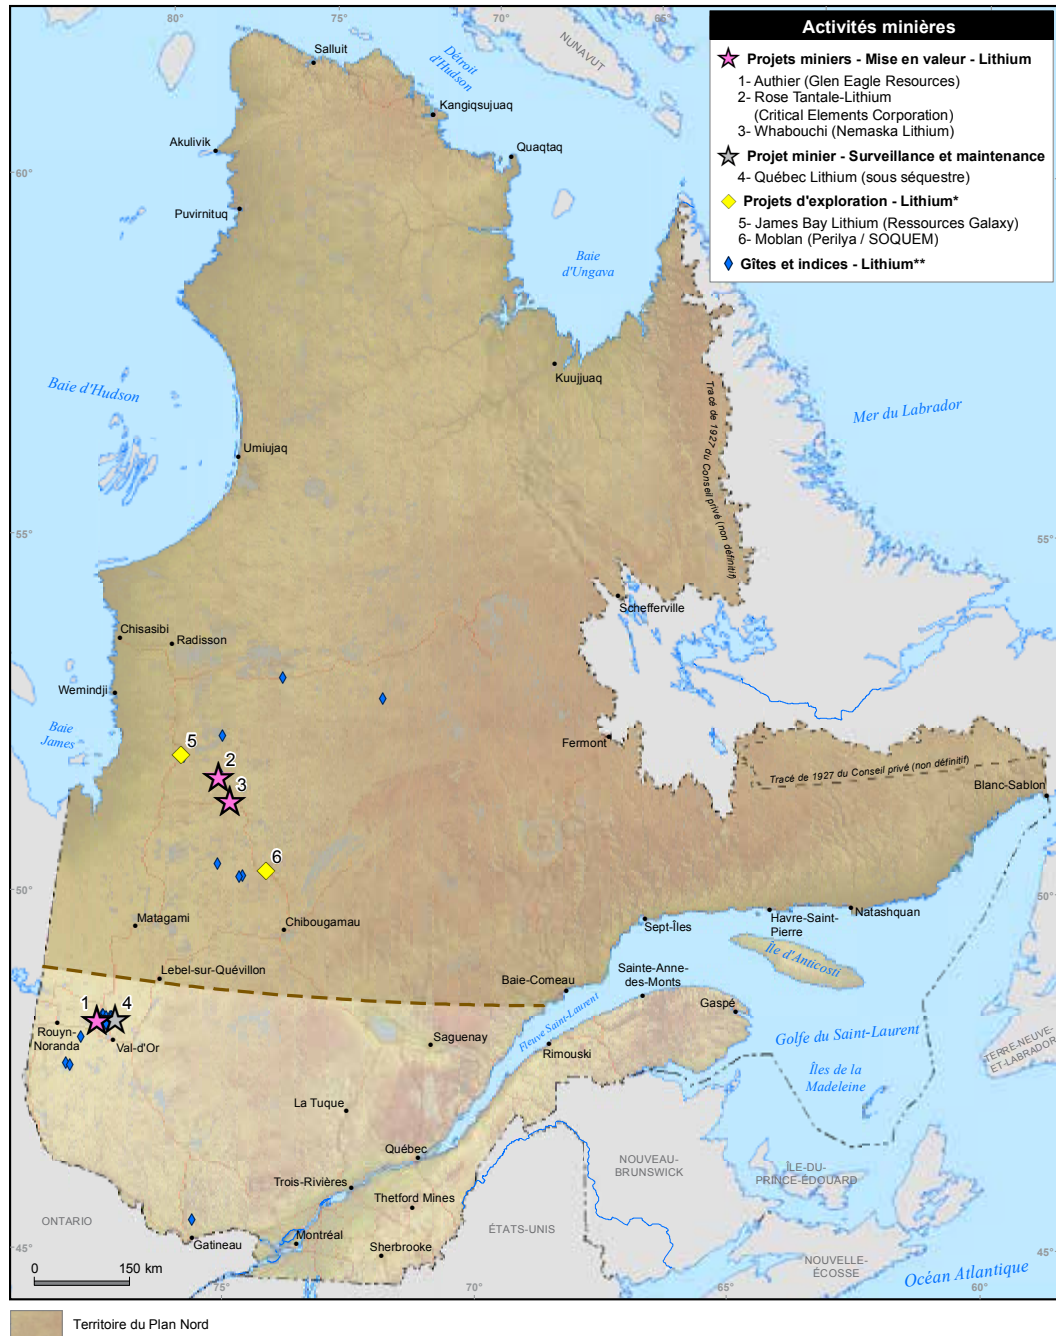 80°
75°
70°
65°
Activités minières
Projets miniers - Mise en valeur - Lithium
1- Authier (Glen Eagle Resources)
2- Rose Tantale-Lithium
(Critical Elements Corporation)
3- Whabouchi (Nemaska Lithium)
Projet minier - Surveillance et maintenance
4- Québec Lithium (sous séquestre)
Projets d'exploration - Lithium*
5- James Bay Lithium (Ressources Galaxy)
6- Moblan (Perilya / SOQUEM)
Gîtes et indices - Lithium**
NUNAVUT
Salluit
Détroit
d'Hudson
Kangiqsujuaq
Akulivik
Quaqtaq
60°
Puvirnituq
Baie
d'Ungava
Kuujjuaq
Baie d'Hudson
Mer du Labrador
Tracé de 1927 du Conseil privé (non définitif)
Umiujaq
55°
55°
Schefferville
Chisasibi
Radisson
Wemindji
Baie
James
5
2
3
Fermont
Tracé de 1927 du Conseil privé (non définitif)
Blanc-Sablon
6
50°
50°
Matagami
Chibougamau
Sept-Îles
Havre-Saint-
Pierre
Natashquan
Île d'Anticosti
Lebel-sur-Quévillon
Baie-Comeau
Sainte-Anne-
des-Monts
Gaspé
1
4
Rouyn-
Noranda
Val-d'Or
Saguenay
Fleuve Saint-Laurent
Rimouski
Golfe du Saint-Laurent
TERRE-NEUVE-
ET-LABRADOR
Îles de la
Madeleine
La Tuque
Québec
NOUVEAU-
BRUNSWICK
ÎLE-DU-
PRINCE-ÉDOUARD
Trois-Rivières
Thetford Mines
ONTARIO
ÉTATS-UNIS
Gatineau
Montréal
Sherbrooke
45°
45°
NOUVELLE-
ÉCOSSE
Océan Atlantique
0 150 km
75°
70°
60°
Territoire du Plan Nord